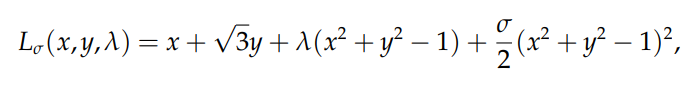 L_σ(x, y, λ) = x + √3y + λ(x² + y² − 1) + σ/2 (x² + y² − 1)²,